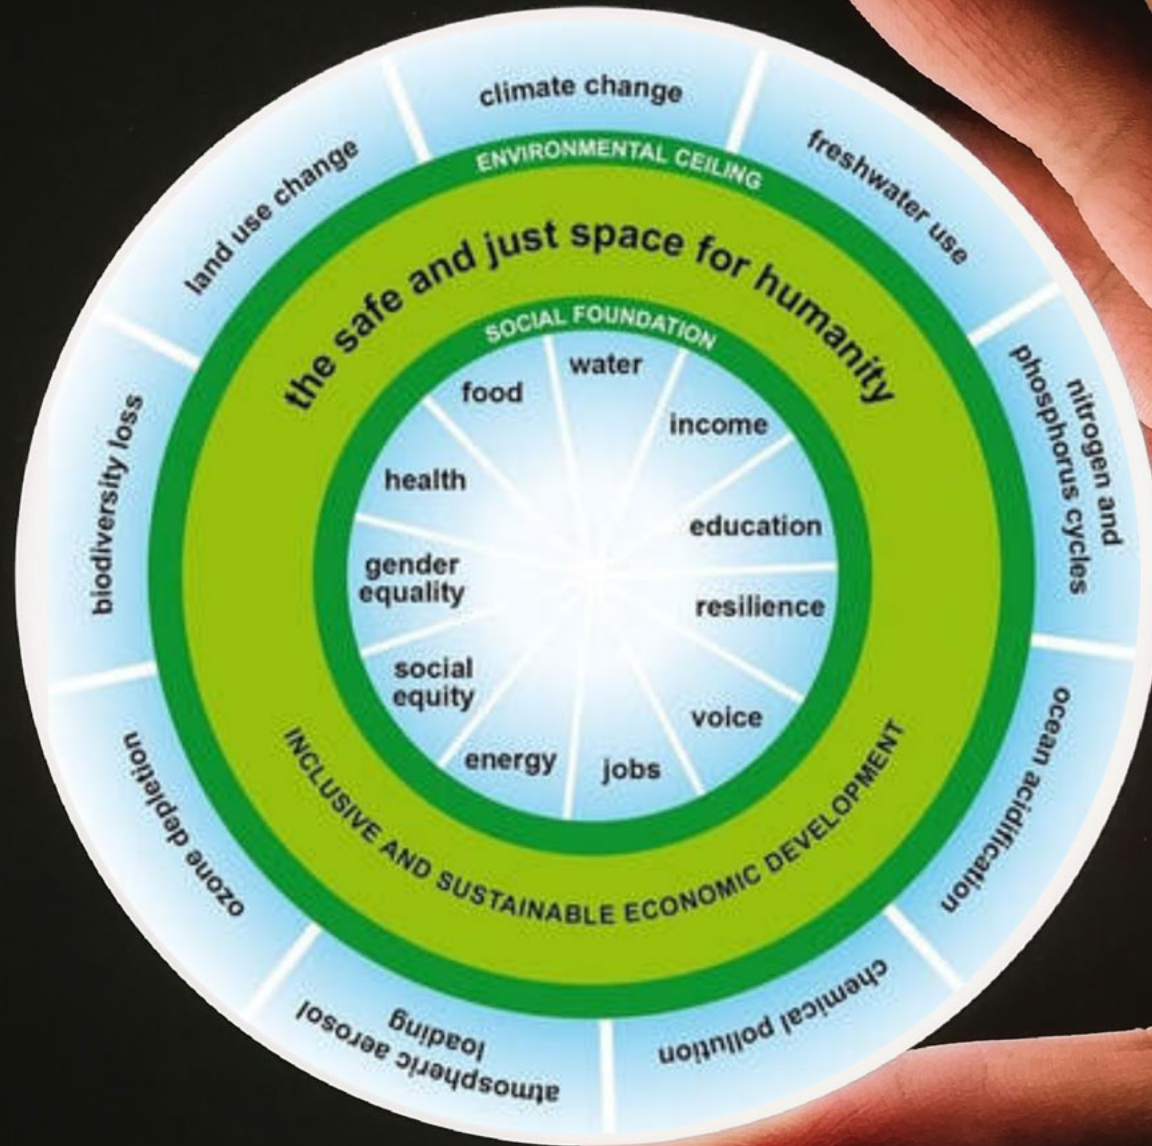 climate change
freshwater use
nitrogen and
phosphorus cycles
ocean acidification
chemical pollution
atmospheric aerosol
loading
ozone depletion
biodiversity loss
land use change
ENVIRONMENTAL CEILING
the safe and just space for humanity
SOCIAL FOUNDATION
water
income
education
resilience
voice
jobs
energy
social
equity
gender
equality
health
food
INCLUSIVE AND SUSTAINABLE ECONOMIC DEVELOPMENT